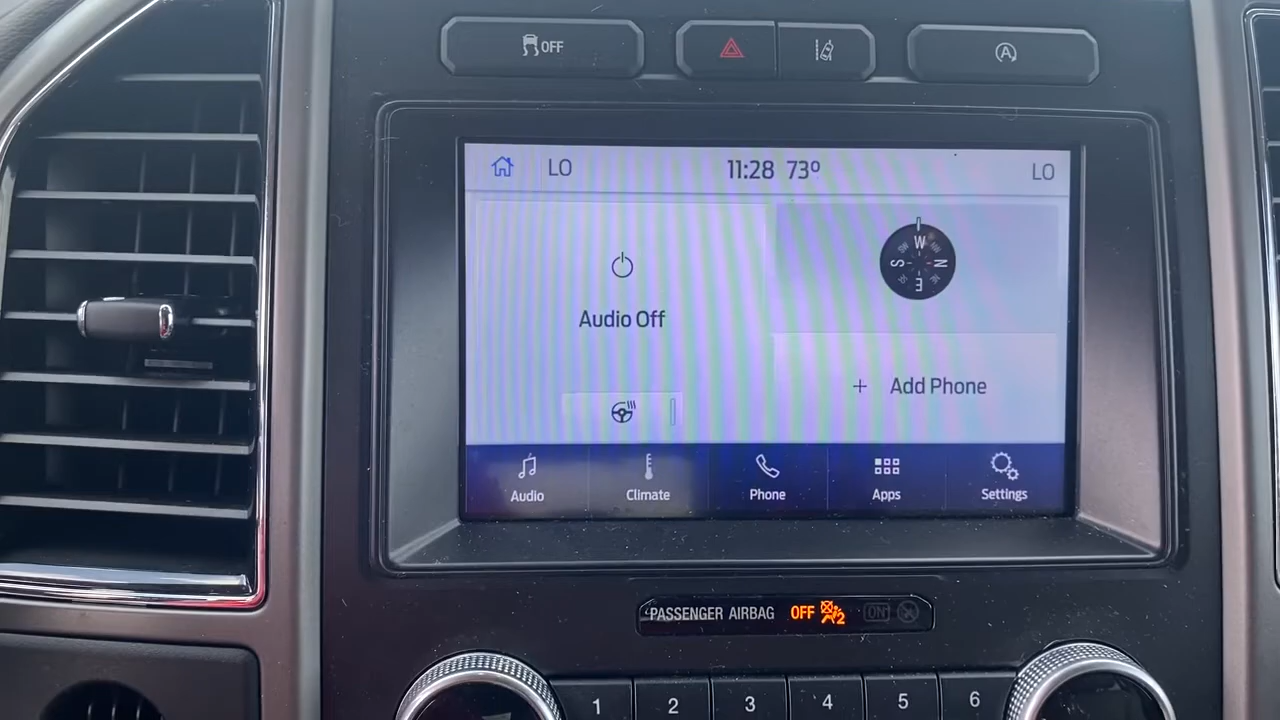 OFF
A
LO 11:28 73º LO
W
S N
E
Audio Off
+ Add Phone
Audio Climate Phone Apps Settings
PASSENGER AIRBAG OFF 2 ON
1 2 3 4 5 6